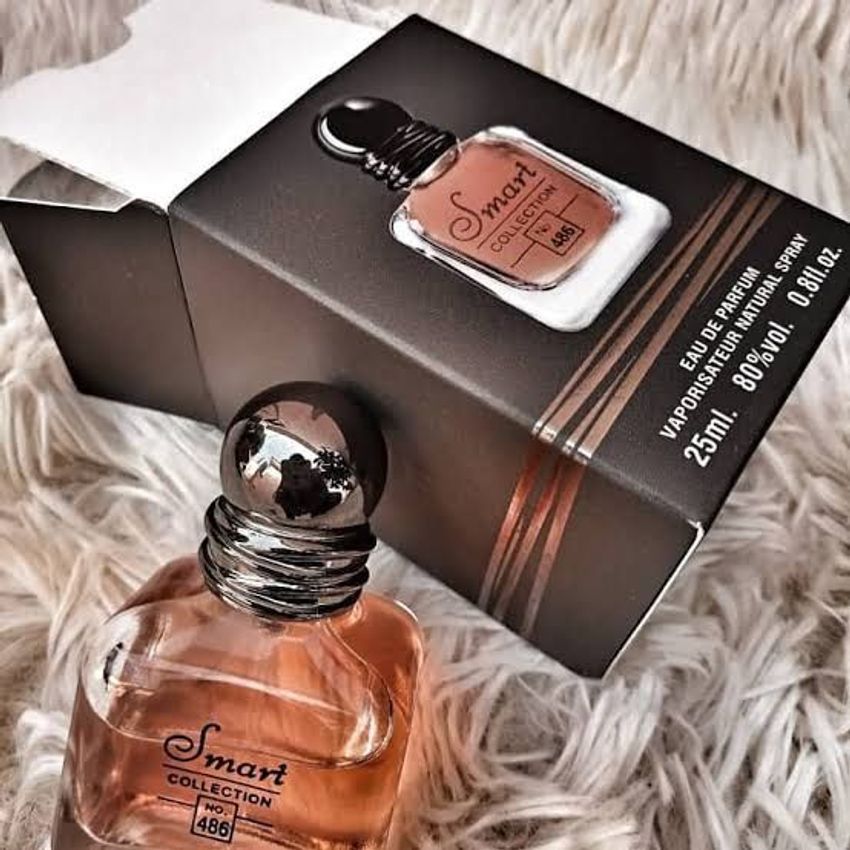 Smart
COLLECTION
No.
486
EAU DE PARFUM
VAPORISATEUR NATURAL SPRAY
25ml. 80%vol. 0.8fl.oz.
Smart
COLLECTION
NO.
486